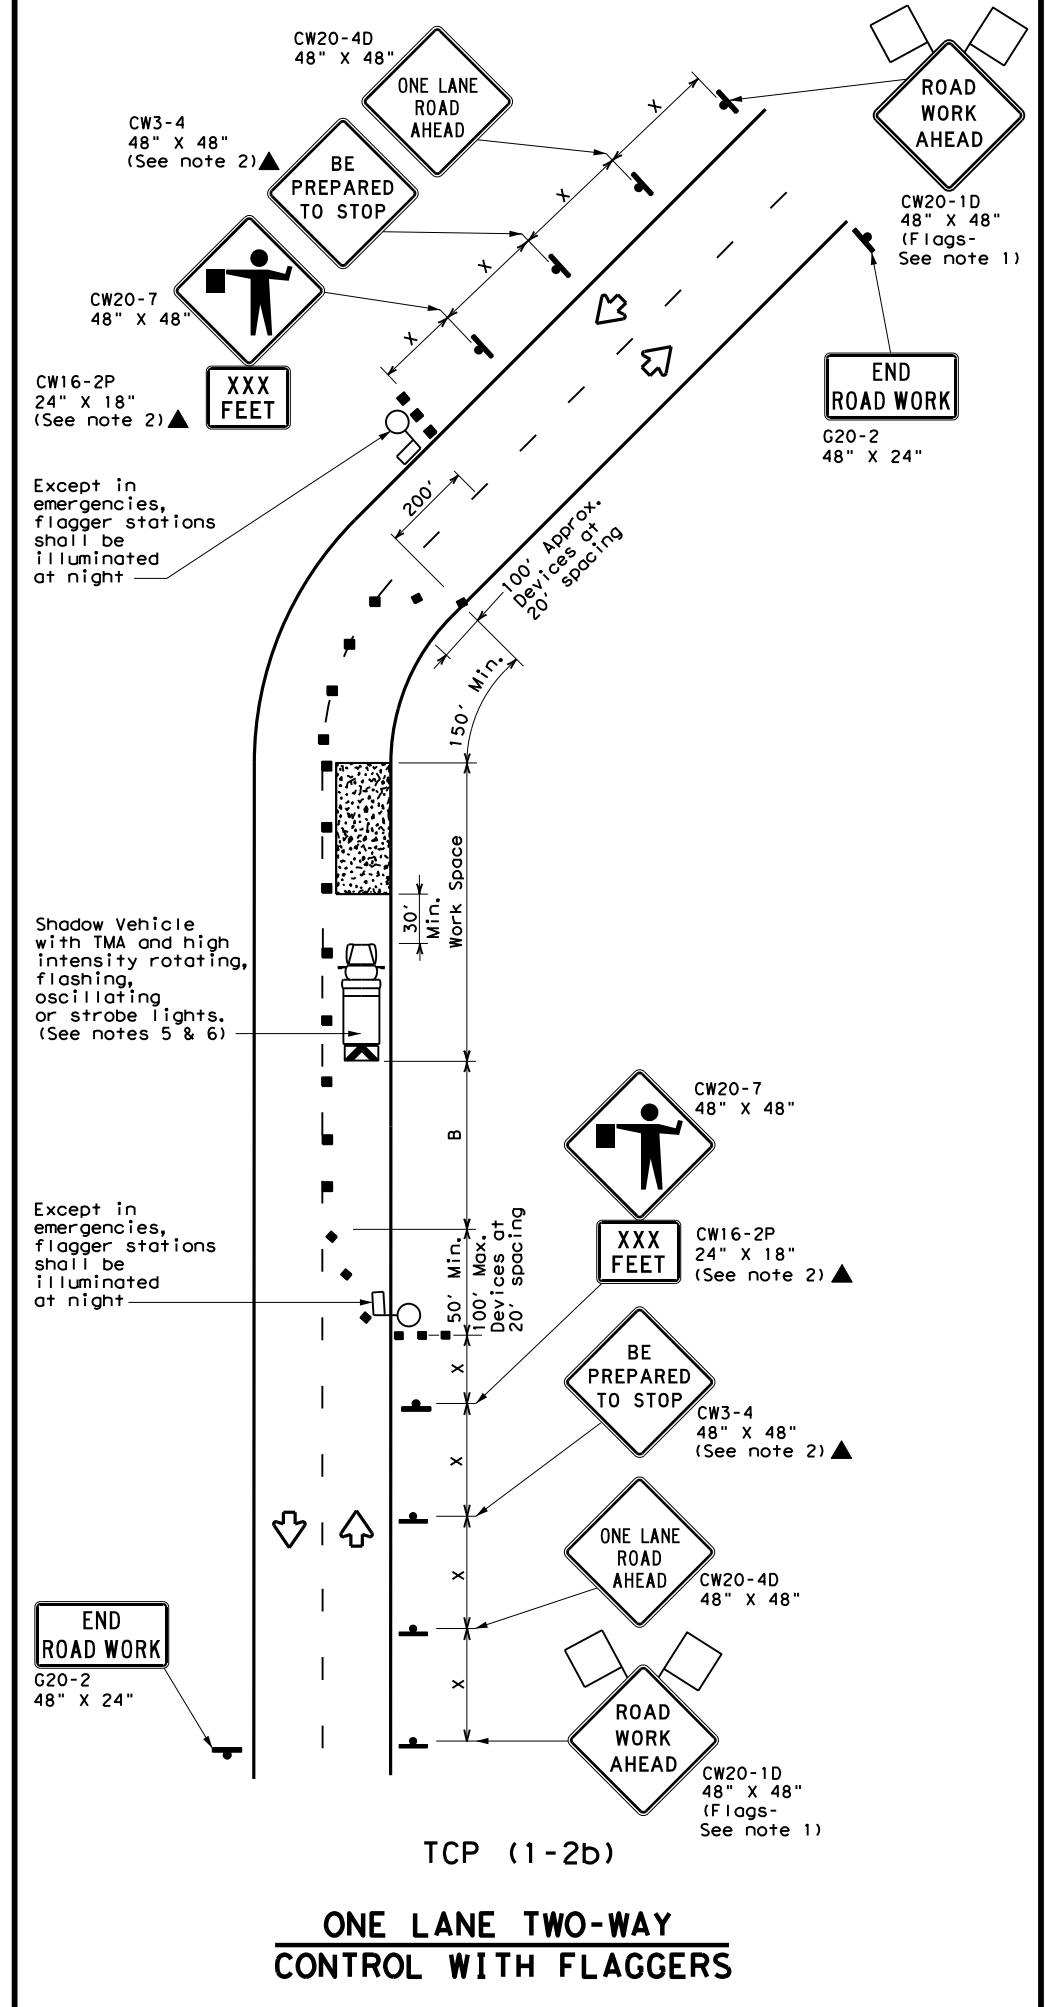 CW20-4D
48" X 48"
ONE LANE
ROAD
AHEAD
CW3-4
48" X 48"
(See note 2)
BE
PREPARED
TO STOP
ROAD
WORK
AHEAD
CW20-1D
48" X 48"
(Flags-
See note 1)
X
X
X
X
CW20-7
48" X 48"
CW16-2P
24" X 18"
(See note 2)
XXX
FEET
END
ROAD WORK
G20-2
48" X 24"
Except in
emergencies,
flagger stations
shall be
illuminated
at night
200'
100' Approx.
Devices at
20' spacing
150' Min.
Work Space
30'
Min.
Shadow Vehicle
with TMA and high
intensity rotating,
flashing,
oscillating
or strobe lights.
(See notes 5 & 6)
B
CW20-7
48" X 48"
XXX
FEET
CW16-2P
24" X 18"
(See note 2)
Except in
emergencies,
flagger stations
shall be
illuminated
at night
50' Min.
100' Max.
Devices at
20' spacing
X
X
X
X
BE
PREPARED
TO STOP
CW3-4
48" X 48"
(See note 2)
ONE LANE
ROAD
AHEAD
CW20-4D
48" X 48"
END
ROAD WORK
G20-2
48" X 24"
ROAD
WORK
AHEAD
CW20-1D
48" X 48"
(Flags-
See note 1)
TCP (1-2b)
ONE LANE TWO-WAY
CONTROL WITH FLAGGERS